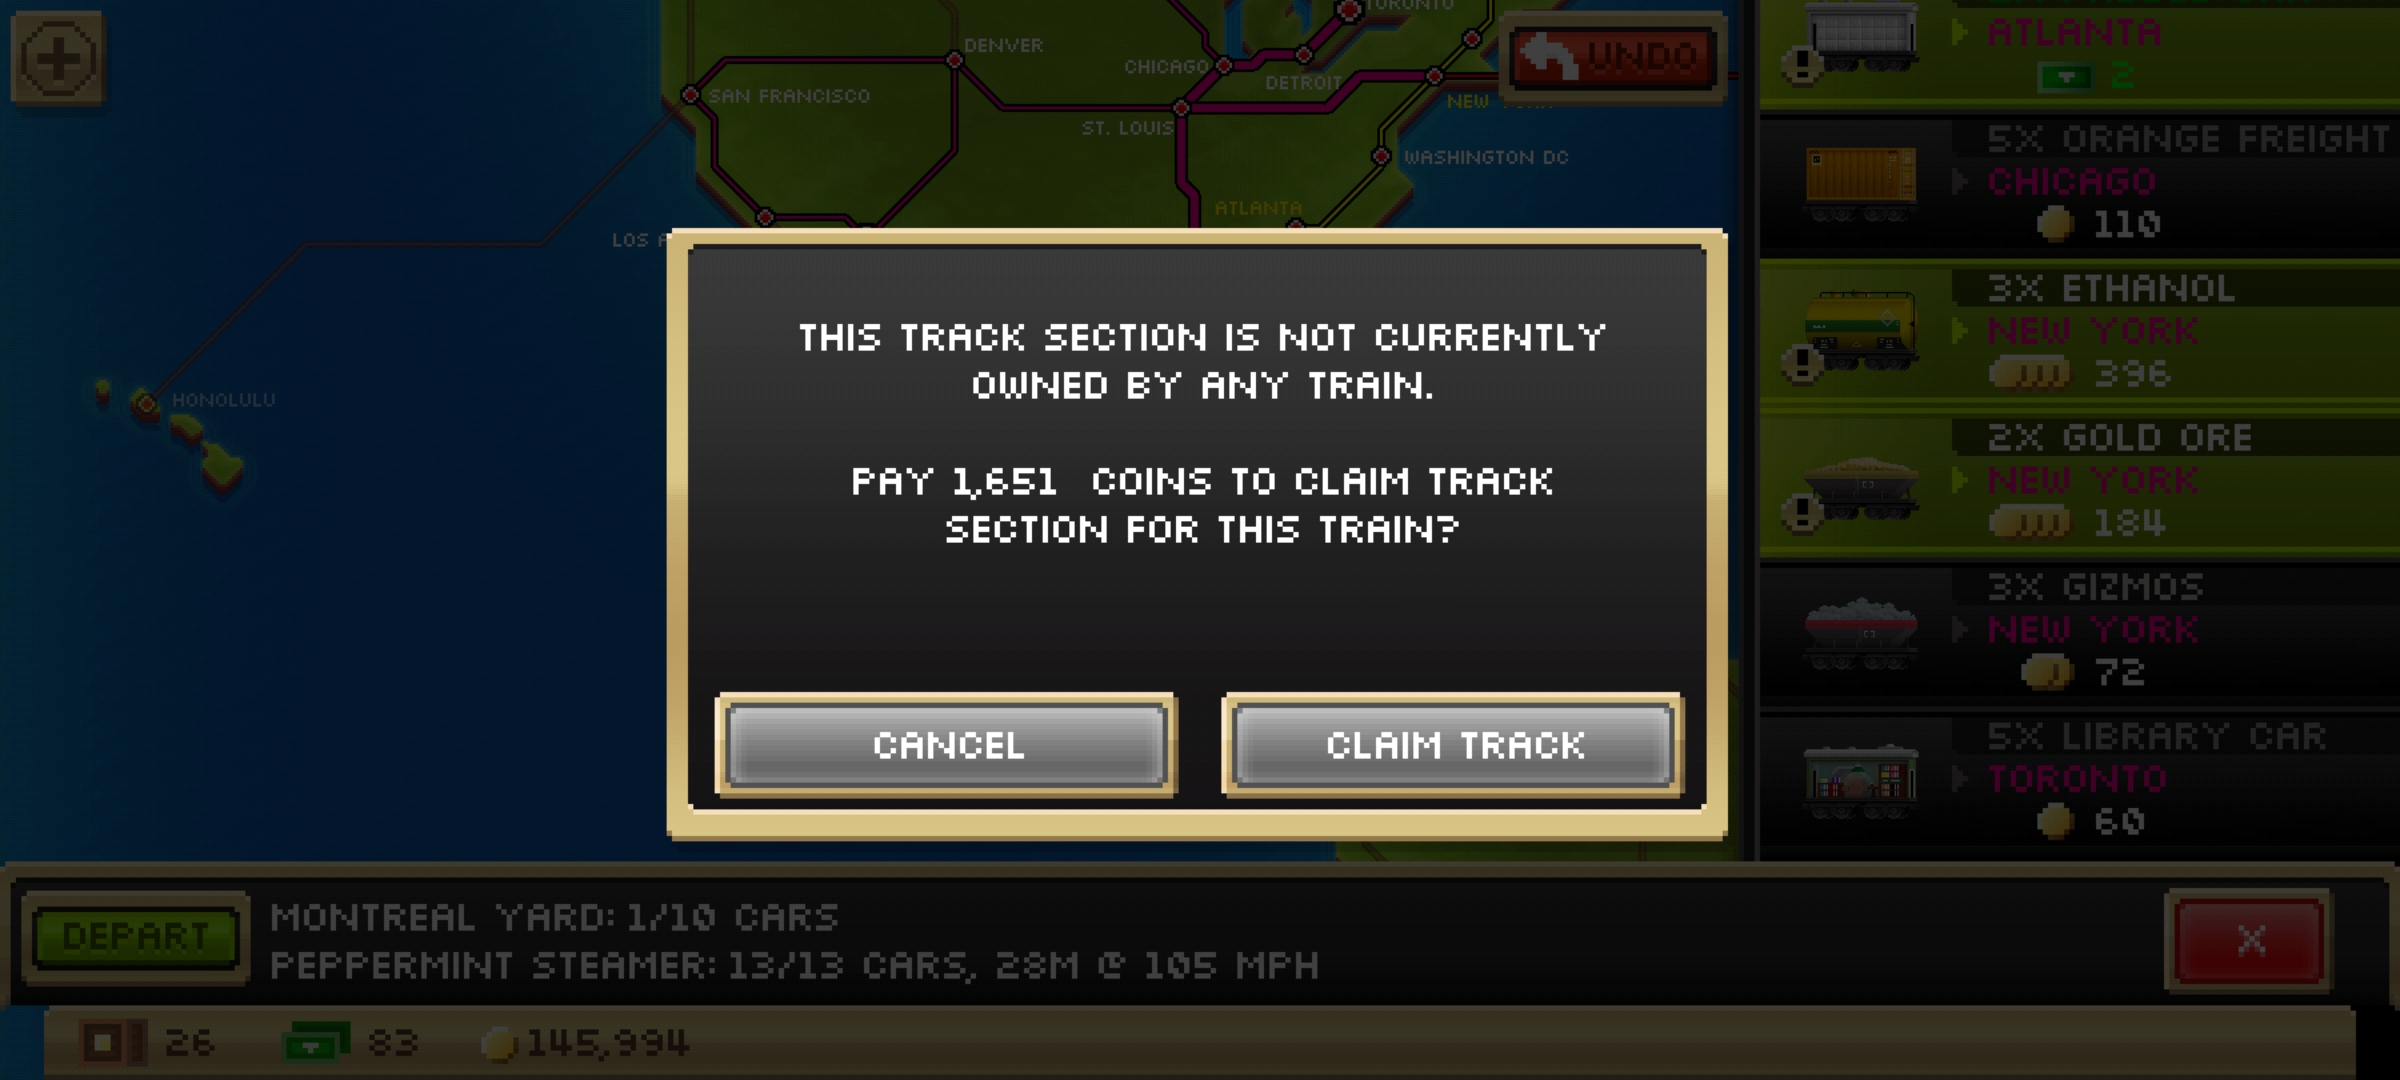 TORONTO
DENVER
CHICAGO
DETROIT
SAN FRANCISCO
NEW
ST. LOUIS
WASHINGTON DC
ATLANTA
LOS
HONOLULU
UNDO
ATLANTA
2
5X ORANGE FREIGHT
CHICAGO
110
3X ETHANOL
NEW YORK
396
2X GOLD ORE
NEW YORK
184
3X GIZMOS
NEW YORK
72
5X LIBRARY CAR
TORONTO
60
THIS TRACK SECTION IS NOT CURRENTLY
OWNED BY ANY TRAIN.
PAY 1,651 COINS TO CLAIM TRACK
SECTION FOR THIS TRAIN?
CANCEL
CLAIM TRACK
DEPART
MONTREAL YARD: 1/10 CARS
PEPPERMINT STEAMER: 13/13 CARS, 28M @ 105 MPH
X
26
83
145,994